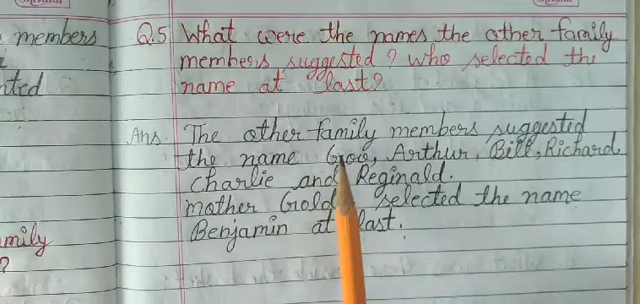 members
nted
mily
?
Q.5 What were the names the other family
members suggested? Who selected the
name at last?
Ans. The other family members suggested
the name Arthur, Bill, Richard
Charlie and Reginald.
mother Gold selected the name
Benjamin at last.